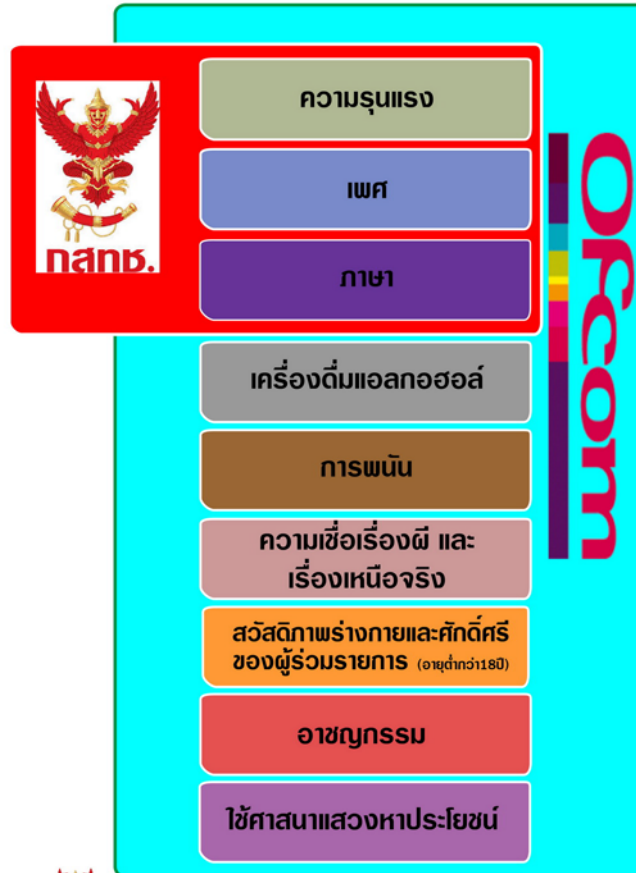 ความรุนแรง
เพศ
กสทช.
ภาษา
เครื่องดื่มแอลกอฮอล์
การพนัน
ความเชื่อเรื่องผี และ
เรื่องเหนือจริง
สวัสดิภาพร่างกายและศักดิ์ศรี
ของผู้ร่วมรายการ (อายุต่ำกว่า18ปี)
อาชญกรรม
ใช้ศาสนาแสวงหาประโยชน์
Ofcom